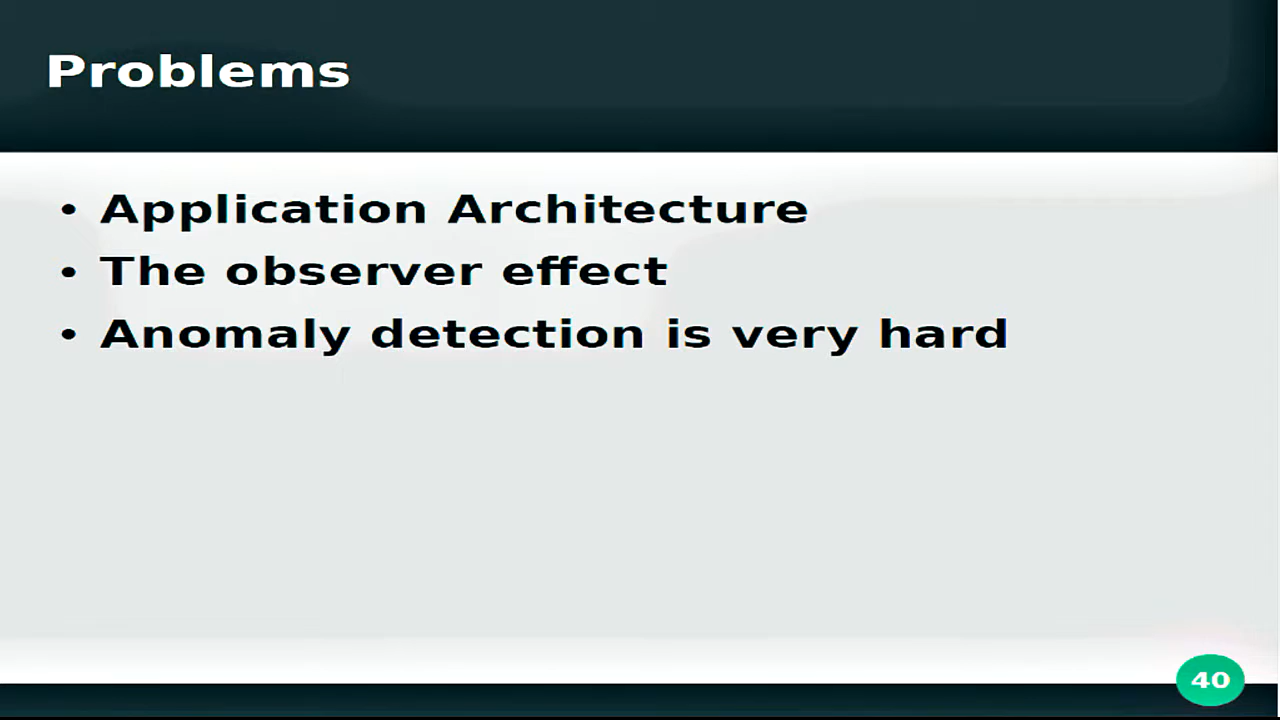 Problems
• Application Architecture
• The observer effect
• Anomaly detection is very hard
40